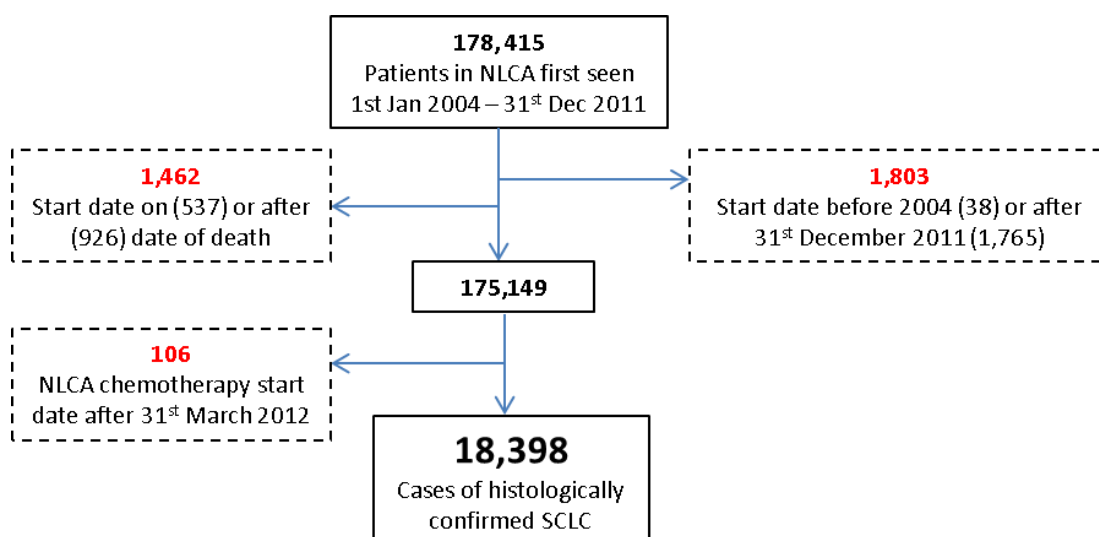 178,415
Patients in NLCA first seen
1st Jan 2004 – 31st Dec 2011
1,462
Start date on (537) or after
(926) date of death
1,803
Start date before 2004 (38) or after
31st December 2011 (1,765)
175,149
106
NLCA chemotherapy start
date after 31st March 2012
18,398
Cases of histologically
confirmed SCLC